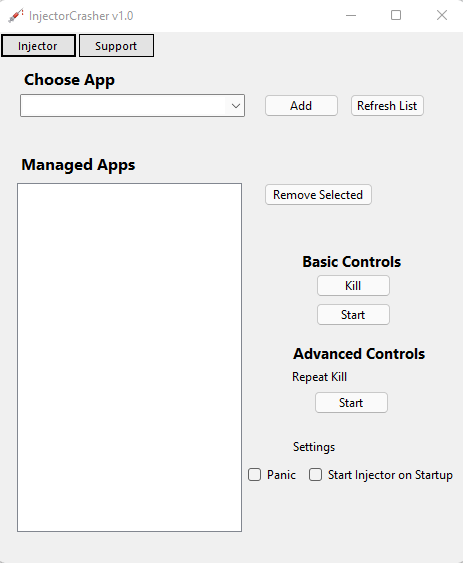 InjectorCrasher v1.0
Injector
Support
Choose App
Add
Refresh List
Managed Apps
Remove Selected
Basic Controls
Kill
Start
Advanced Controls
Repeat Kill
Start
Settings
Panic
Start Injector on Startup